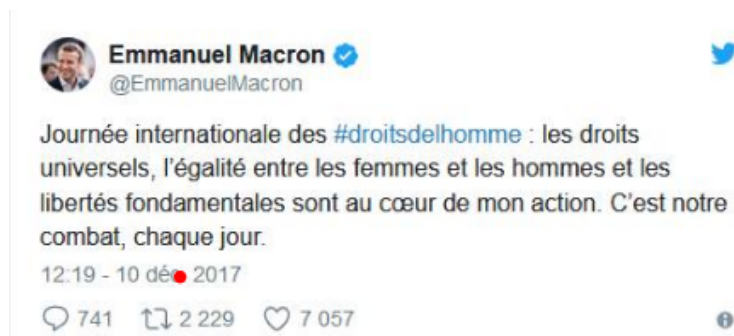 Emmanuel Macron
@EmmanuelMacron
Journée internationale des #droitsdelhomme : les droits
universels, l’égalité entre les femmes et les hommes et les
libertés fondamentales sont au cœur de mon action. C’est notre
combat, chaque jour.
12:19 - 10 déc. 2017
741 2 229 7 057